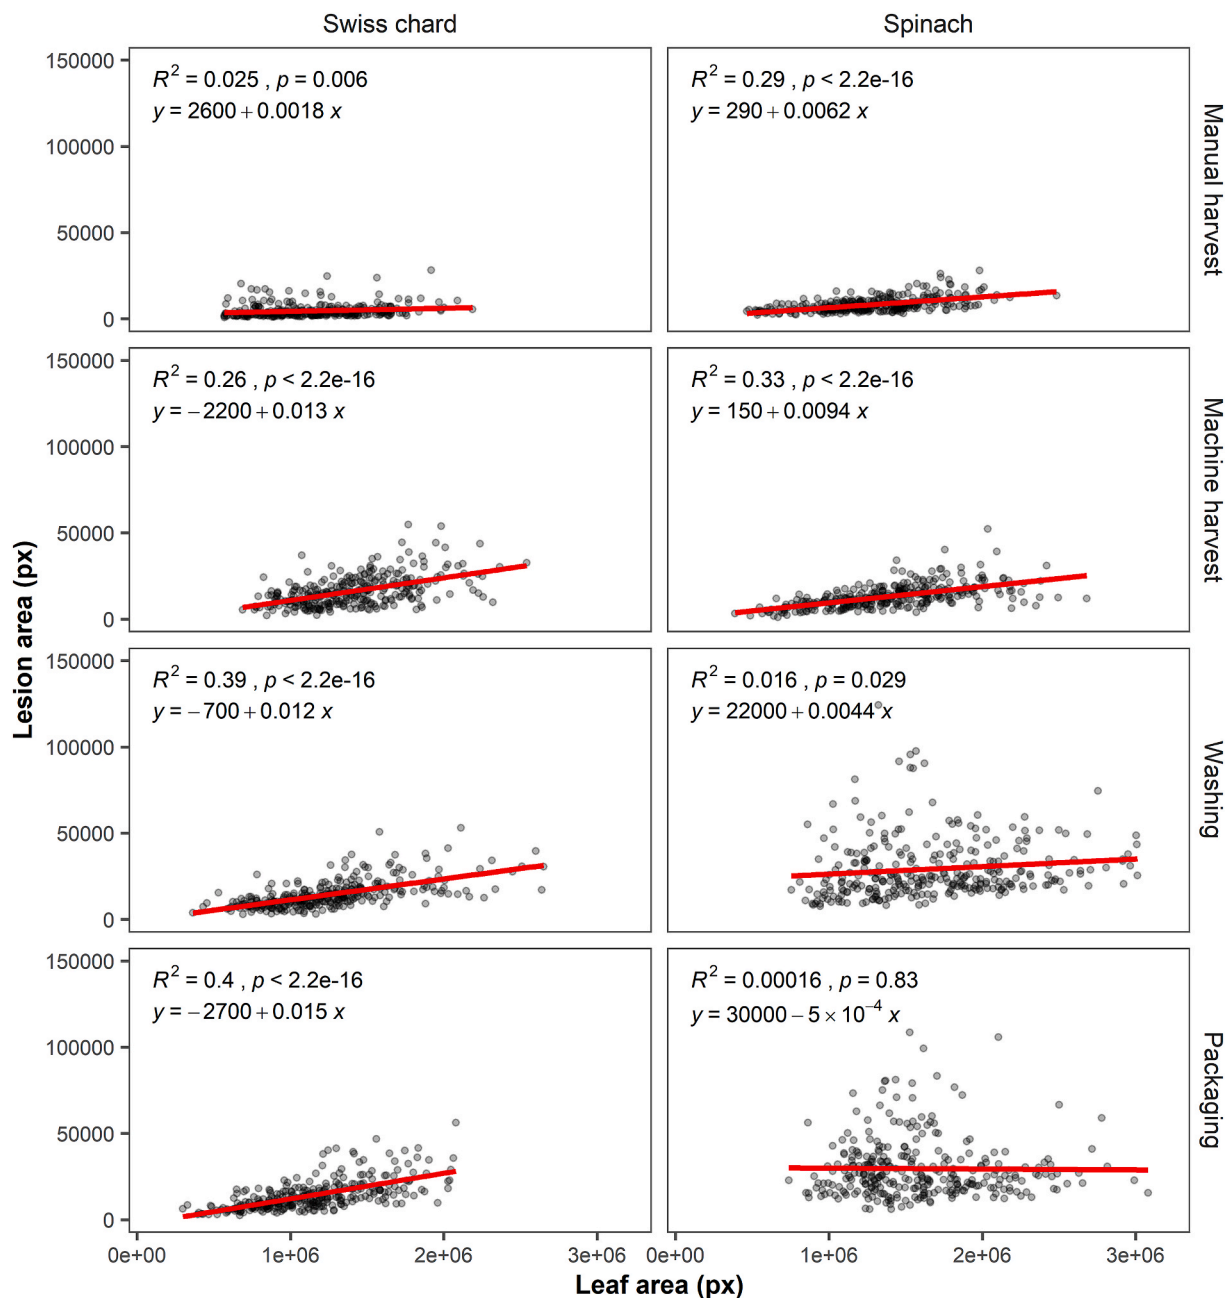 Swiss chard
Spinach
150000
100000
50000
0
R² = 0.025 , p = 0.006
y = 2600 + 0.0018 x
R² = 0.29 , p < 2.2e-16
y = 290 + 0.0062 x
Manual harvest
150000
100000
50000
0
R² = 0.26 , p < 2.2e-16
y = −2200 + 0.013 x
R² = 0.33 , p < 2.2e-16
y = 150 + 0.0094 x
Machine harvest
Lesion area (px)
150000
100000
50000
0
R² = 0.39 , p < 2.2e-16
y = −700 + 0.012 x
R² = 0.016 , p = 0.029
y = 22000 + 0.0044 x
Washing
150000
100000
50000
0
R² = 0.4 , p < 2.2e-16
y = −2700 + 0.015 x
R² = 0.00016 , p = 0.83
y = 30000 − 5 × 10⁻⁴ x
Packaging
0e+00
1e+06
2e+06
3e+06
0e+00
1e+06
2e+06
3e+06
Leaf area (px)